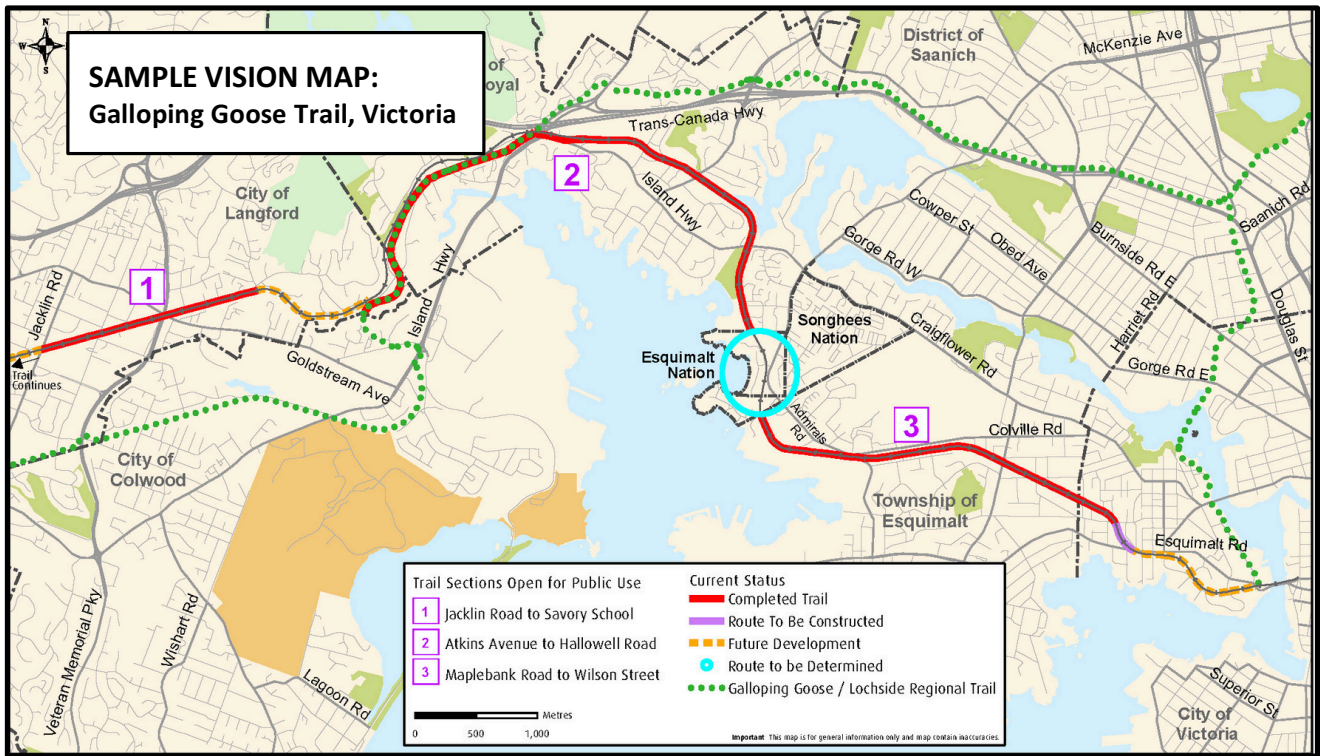 N
W E
S
SAMPLE VISION MAP:
Galloping Goose Trail, Victoria
of
oyal
District of
Saanich
McKenzie Ave
Trans-Canada Hwy
City of
Langford
1
2
Island Hwy
Cowper St
Obed Ave
Burnside Rd E
Saanich Rd
Gorge Rd W
Harriet Rd
Douglas St
Jacklin Rd
Island
Hwy
Trail
Continues
Goldstream Ave
Esquimalt
Nation
Songhees
Nation
Craigflower Rd
Gorge Rd E
Admirals
Rd
3
Colville Rd
City of
Colwood
Township of
Esquimalt
Esquimalt Rd
Veteran Memorial Pky
Wishart Rd
Lagoon Rd
Superior St
City of
Victoria
Trail Sections Open for Public Use
1 Jacklin Road to Savory School
2 Atkins Avenue to Hallowell Road
3 Maplebank Road to Wilson Street
Metres
0 500 1,000
Current Status
Completed Trail
Route To Be Constructed
Future Development
Route to be Determined
Galloping Goose / Lochside Regional Trail
Important This map is for general information only and map contain inaccuracies.